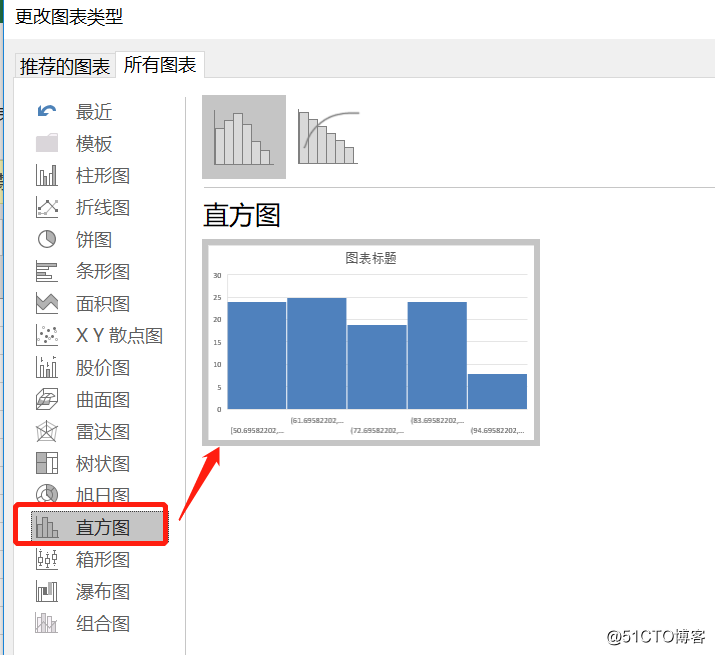 更改图表类型
推荐的图表
所有图表
最近
模板
柱形图
折线图
饼图
条形图
面积图
X Y 散点图
股价图
曲面图
雷达图
树状图
旭日图
直方图
箱形图
瀑布图
组合图
直方图
图表标题
30
25
20
15
10
5
0
[50.69582202,...
(61.69582202,...
(72.69582202,...
(83.69582202,...
(94.69582202,...
@51CTO博客